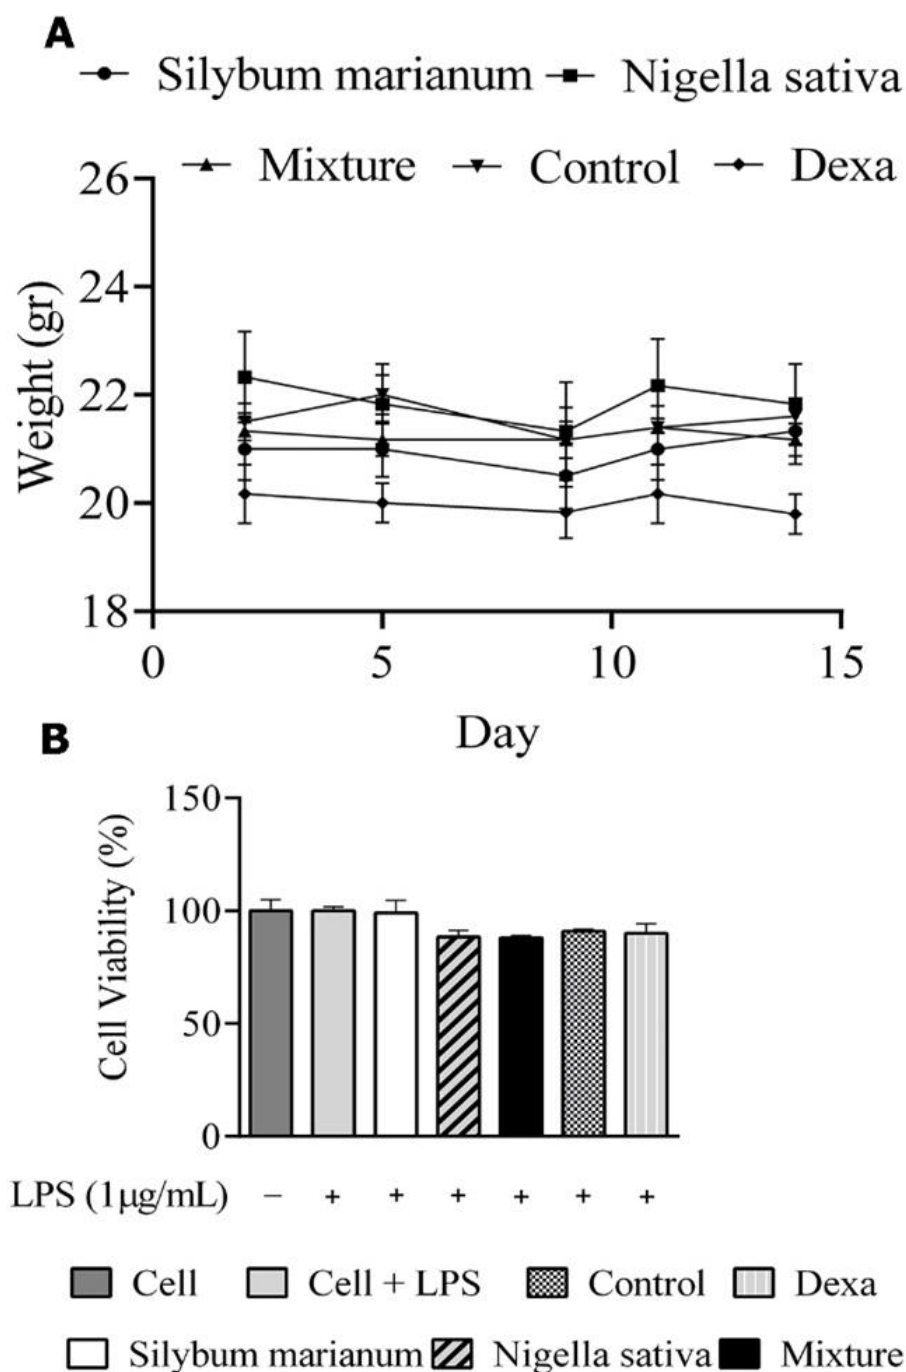 A
Silybum marianum Nigella sativa
Mixture Control Dexa
26
24
22
20
18
Weight (gr)
0 5 10 15
Day
B
150
100
50
0
Cell Viability (%)
LPS (1μg/mL) − + + + + + +
Cell Cell + LPS Control Dexa
Silybum marianum Nigella sativa Mixture